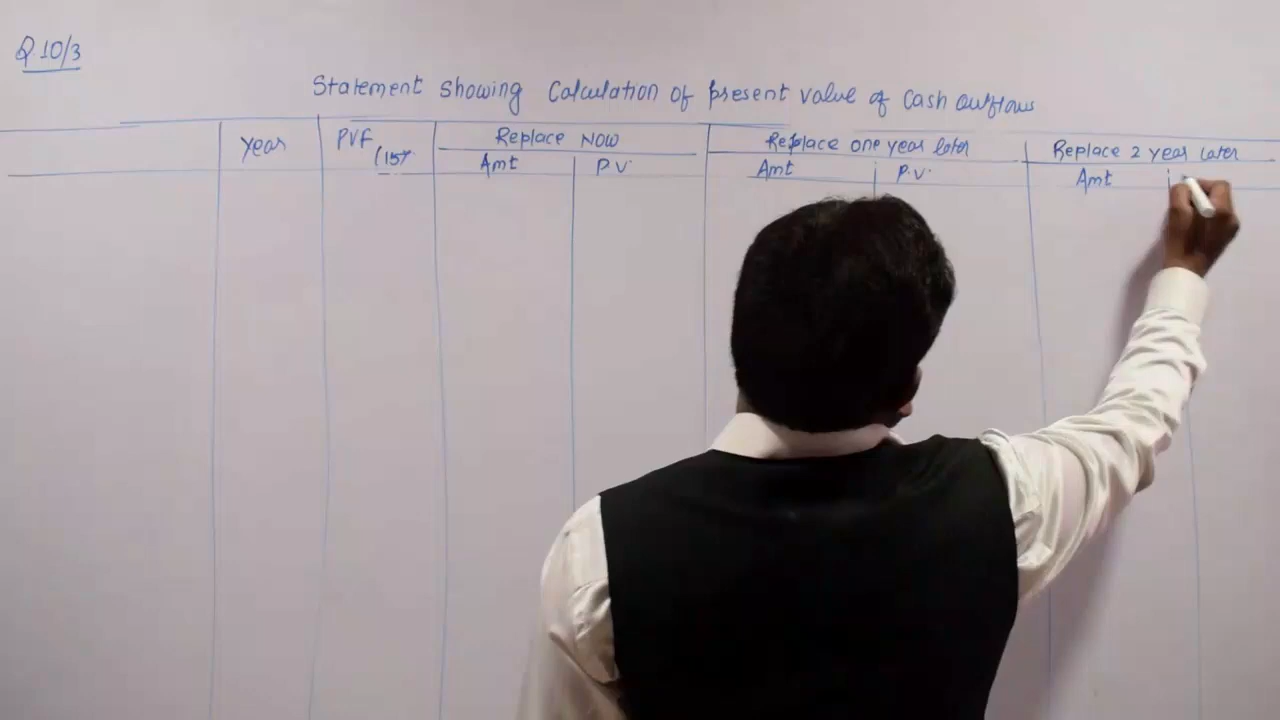 Q 10/3
Statement Showing Calculation of present value of Cash outflows
Year PVF (15% Replace Now Replace one year later Replace 2 year later
Amt P.V. Amt P.V. Amt